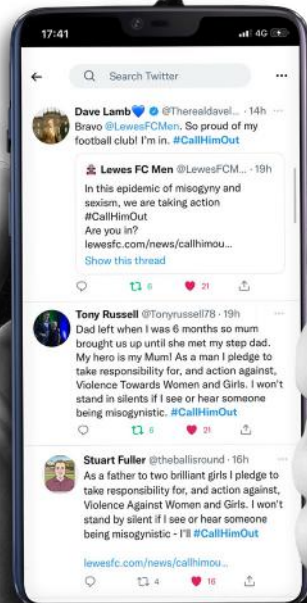 17:41
4G
Search Twitter
Dave Lamb @Therealdavel... · 14h
Bravo @LewesFCMen. So proud of my
football club! I'm in. #CallHimOut
Lewes FC Men @LewesFCM... · 19h
In this epidemic of misogyny and
sexism, we are taking action
#CallHimOut
Are you in?
lewesfc.com/news/callhimou...
Show this thread
6 21
Tony Russell @Tonyrussell78 · 19h
Dad left when I was 6 months so mum
brought us up until she met my step dad.
My hero is my Mum! As a man I pledge to
take responsibility for, and action against,
Violence Towards Women and Girls. I won't
stand in silents if I see or hear someone
being misogynistic. #CallHimOut
6 21
Stuart Fuller @theballisround · 16h
As a father to two brilliant girls I pledge to
take responsibility for, and action against,
Violence Against Women and Girls. I won't
stand by silent if I see or hear someone
being misogynistic - I'll #CallHimOut
lewesfc.com/news/callhimou...
4 16